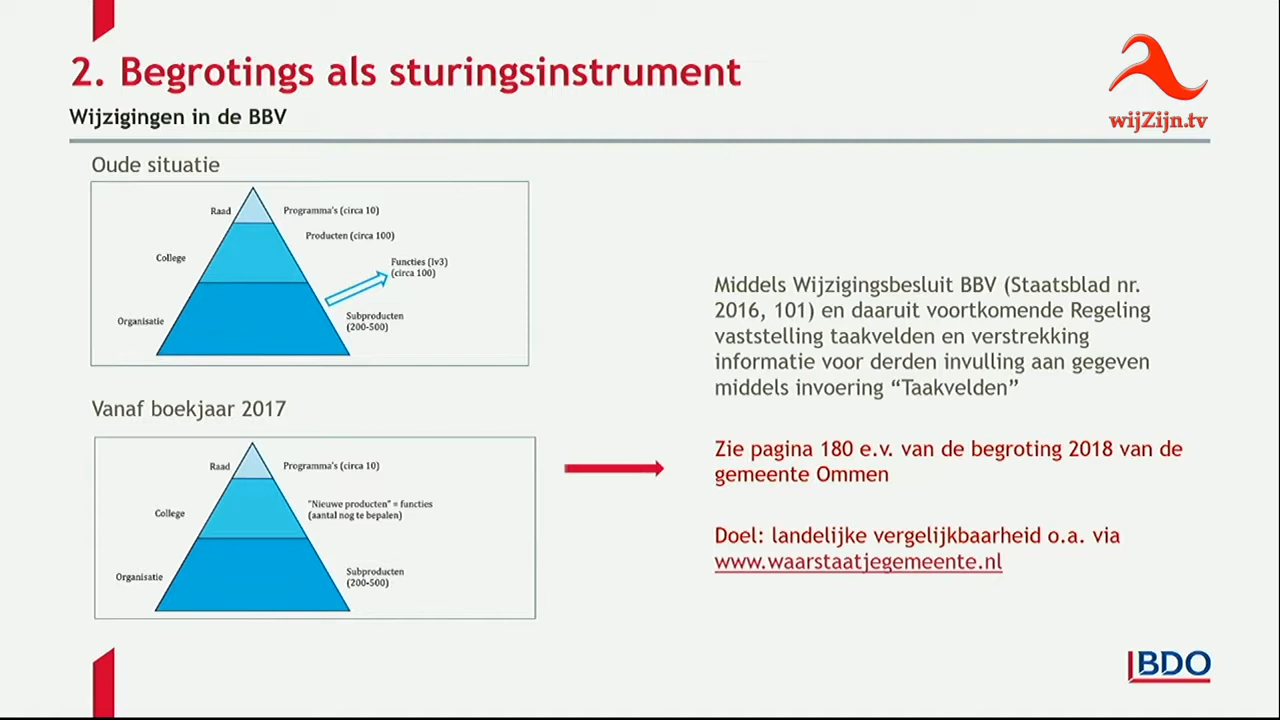 2. Begrotings als sturingsinstrument
wijZijn.tv
Wijzigingen in de BBV
Oude situatie
Raad
Programma's (circa 10)
Producten (circa 100)
College
Functies (Iv3)
(circa 100)
Organisatie
Subproducten
(200-500)
Middels Wijzigingsbesluit BBV (Staatsblad nr.
2016, 101) en daaruit voortkomende Regeling
vaststelling taakvelden en verstrekking
informatie voor derden invulling aan gegeven
middels invoering “Taakvelden”
Vanaf boekjaar 2017
Raad
Programma's (circa 10)
"Nieuwe producten" = functies
(aantal nog te bepalen)
College
Organisatie
Subproducten
(200-500)
Zie pagina 180 e.v. van de begroting 2018 van de
gemeente Ommen
Doel: landelijke vergelijkbaarheid o.a. via
www.waarstaatjegemeente.nl
BDO